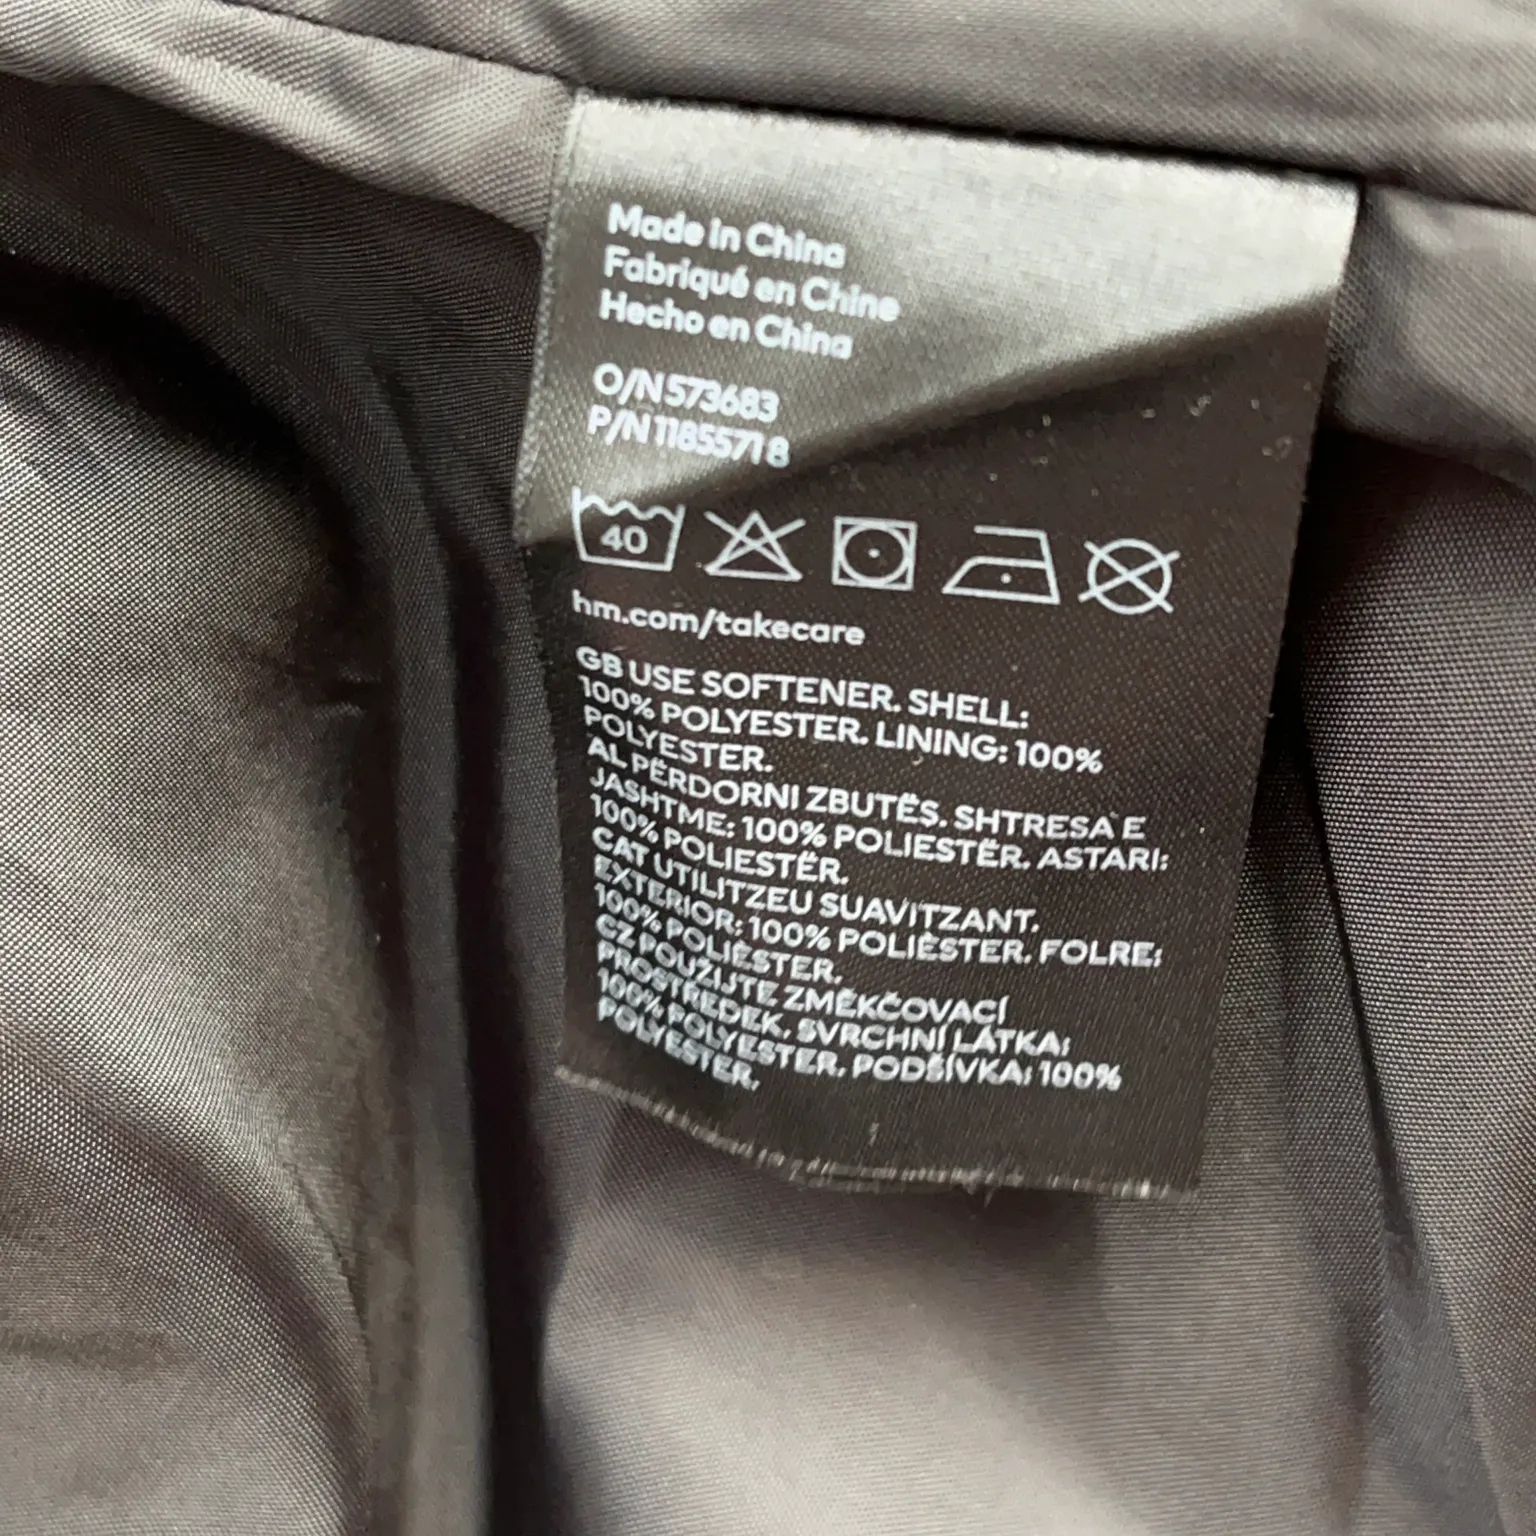 Made in China
Fabriqué en Chine
Hecho en China
O/N 573683
P/N 11855718
40
hm.com/takecare
GB USE SOFTENER. SHELL:
100% POLYESTER. LINING: 100%
POLYESTER.
AL PËRDORNI ZBUTËS. SHTRESA E
JASHTME: 100% POLIESTËR. ASTARI:
100% POLIESTËR.
CAT UTILITZEU SUAVITZANT.
EXTERIOR: 100% POLIÈSTER. FOLRE:
100% POLIÈSTER.
CZ POUŽIJTE ZMĚKČOVACÍ
PROSTŘEDEK. SVRCHNÍ LÁTKA:
100% POLYESTER. PODŠÍVKA: 100%
POLYESTER.